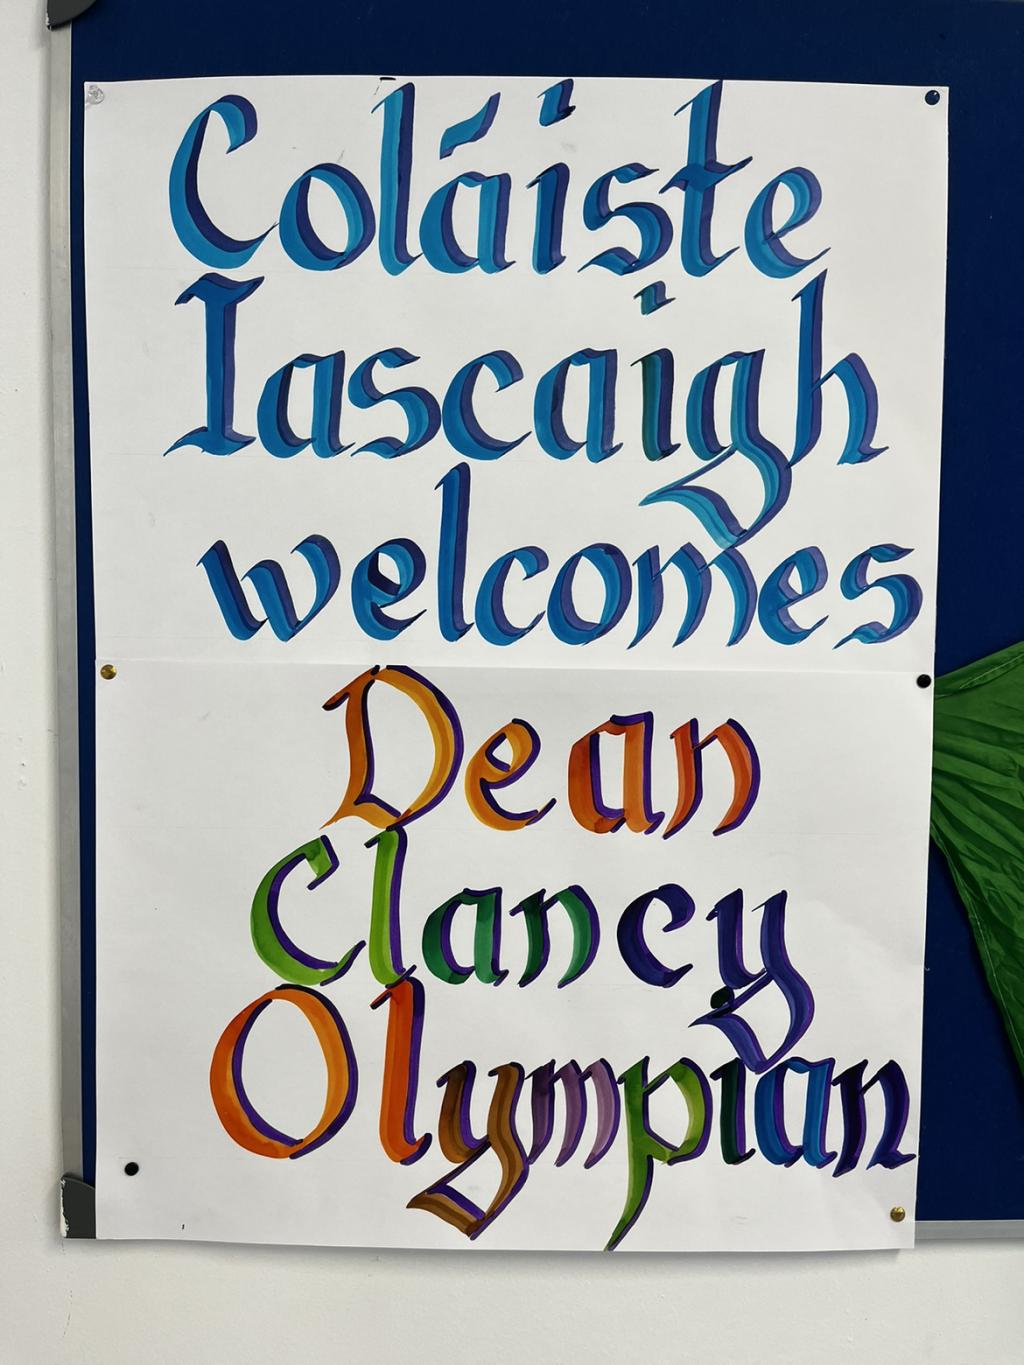 Coláiste
Iascaigh
welcomes
Dean
Clancy
Olympian